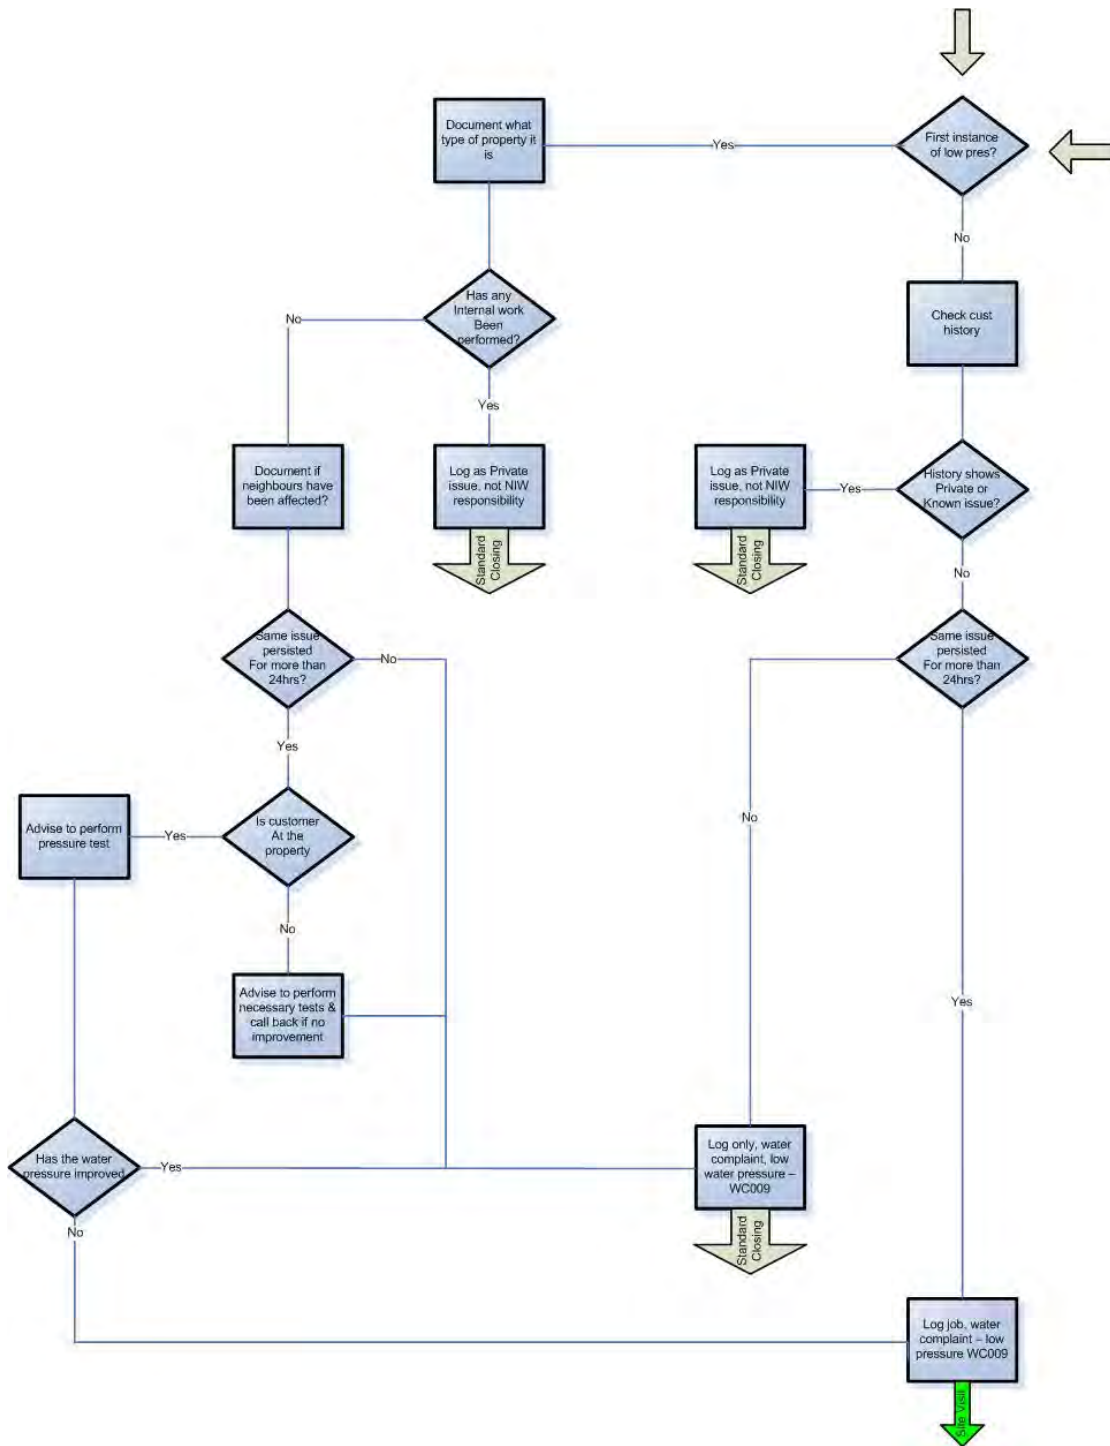 First instance
of low pres?
Yes
Document what
type of property it
is
No
Has any
Internal work
Been
performed?
No
Check cust
history
Yes
Document if
neighbours have
been affected?
Log as Private
issue, not NIW
responsibility
Standard
Closing
Log as Private
issue, not NIW
responsibility
Standard
Closing
Yes
History shows
Private or
Known issue?
No
Same issue
persisted
For more than
24hrs?
No
Same issue
persisted
For more than
24hrs?
Yes
No
Advise to perform
pressure test
Yes
Is customer
At the
property
No
Advise to perform
necessary tests &
call back if no
improvement
Yes
Has the water
pressure improved
Yes
Log only, water
complaint, low
water pressure –
WC009
Standard
Closing
No
Log job, water
complaint – low
pressure WC009
Site Visit